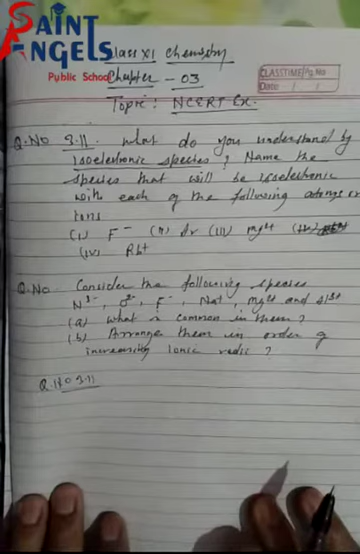 SAINT
ANGELS
Public School
Class XI Chemistry
Chapter - 03
CLASSTIME Pg. No.
Date / /
Topic : NCERT Ex.
Q.No 3.11 What do you understand by
isoelectronic species ? Name the
species that will be isoelectronic
with each of the following atoms or
ions
(i) F⁻ (ii) Ar (iii) Mg²⁺
(iv) Rb⁺
Q.No. Consider the following species
N³⁻, O²⁻, F⁻, Na⁺, Mg²⁺ and Al³⁺
(a) What is common in them ?
(b) Arrange them in order of
increasing ionic radii ?
Q.No 3.11